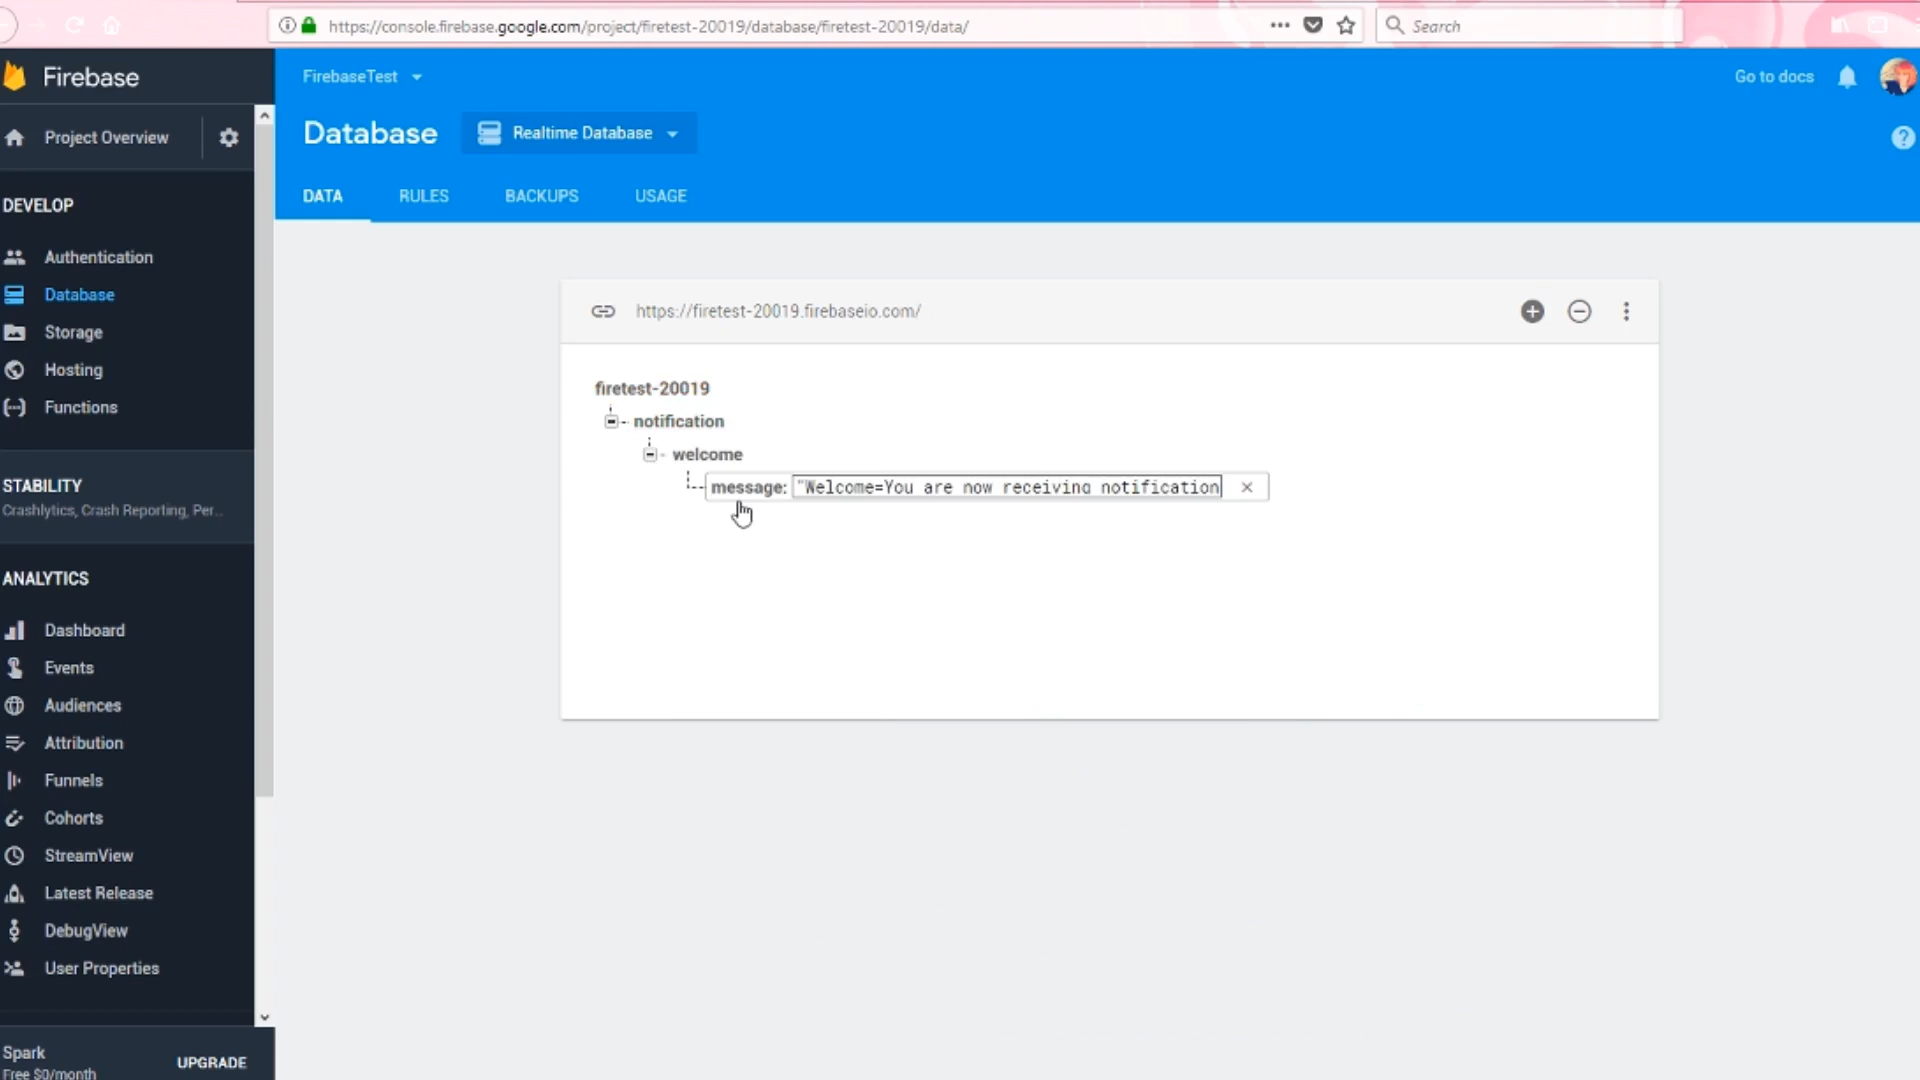 https://console.firebase.google.com/project/firetest-20019/database/firetest-20019/data/
Search
Firebase
FirebaseTest
Go to docs
Project Overview
Database
Realtime Database
DATA
RULES
BACKUPS
USAGE
DEVELOP
Authentication
Database
Storage
Hosting
Functions
STABILITY
Crashlytics, Crash Reporting, Per...
ANALYTICS
Dashboard
Events
Audiences
Attribution
Funnels
Cohorts
StreamView
Latest Release
DebugView
User Properties
Spark
Free $0/month
UPGRADE
https://firetest-20019.firebaseio.com/
firetest-20019
notification
welcome
message: "Welcome=You are now receiving notification